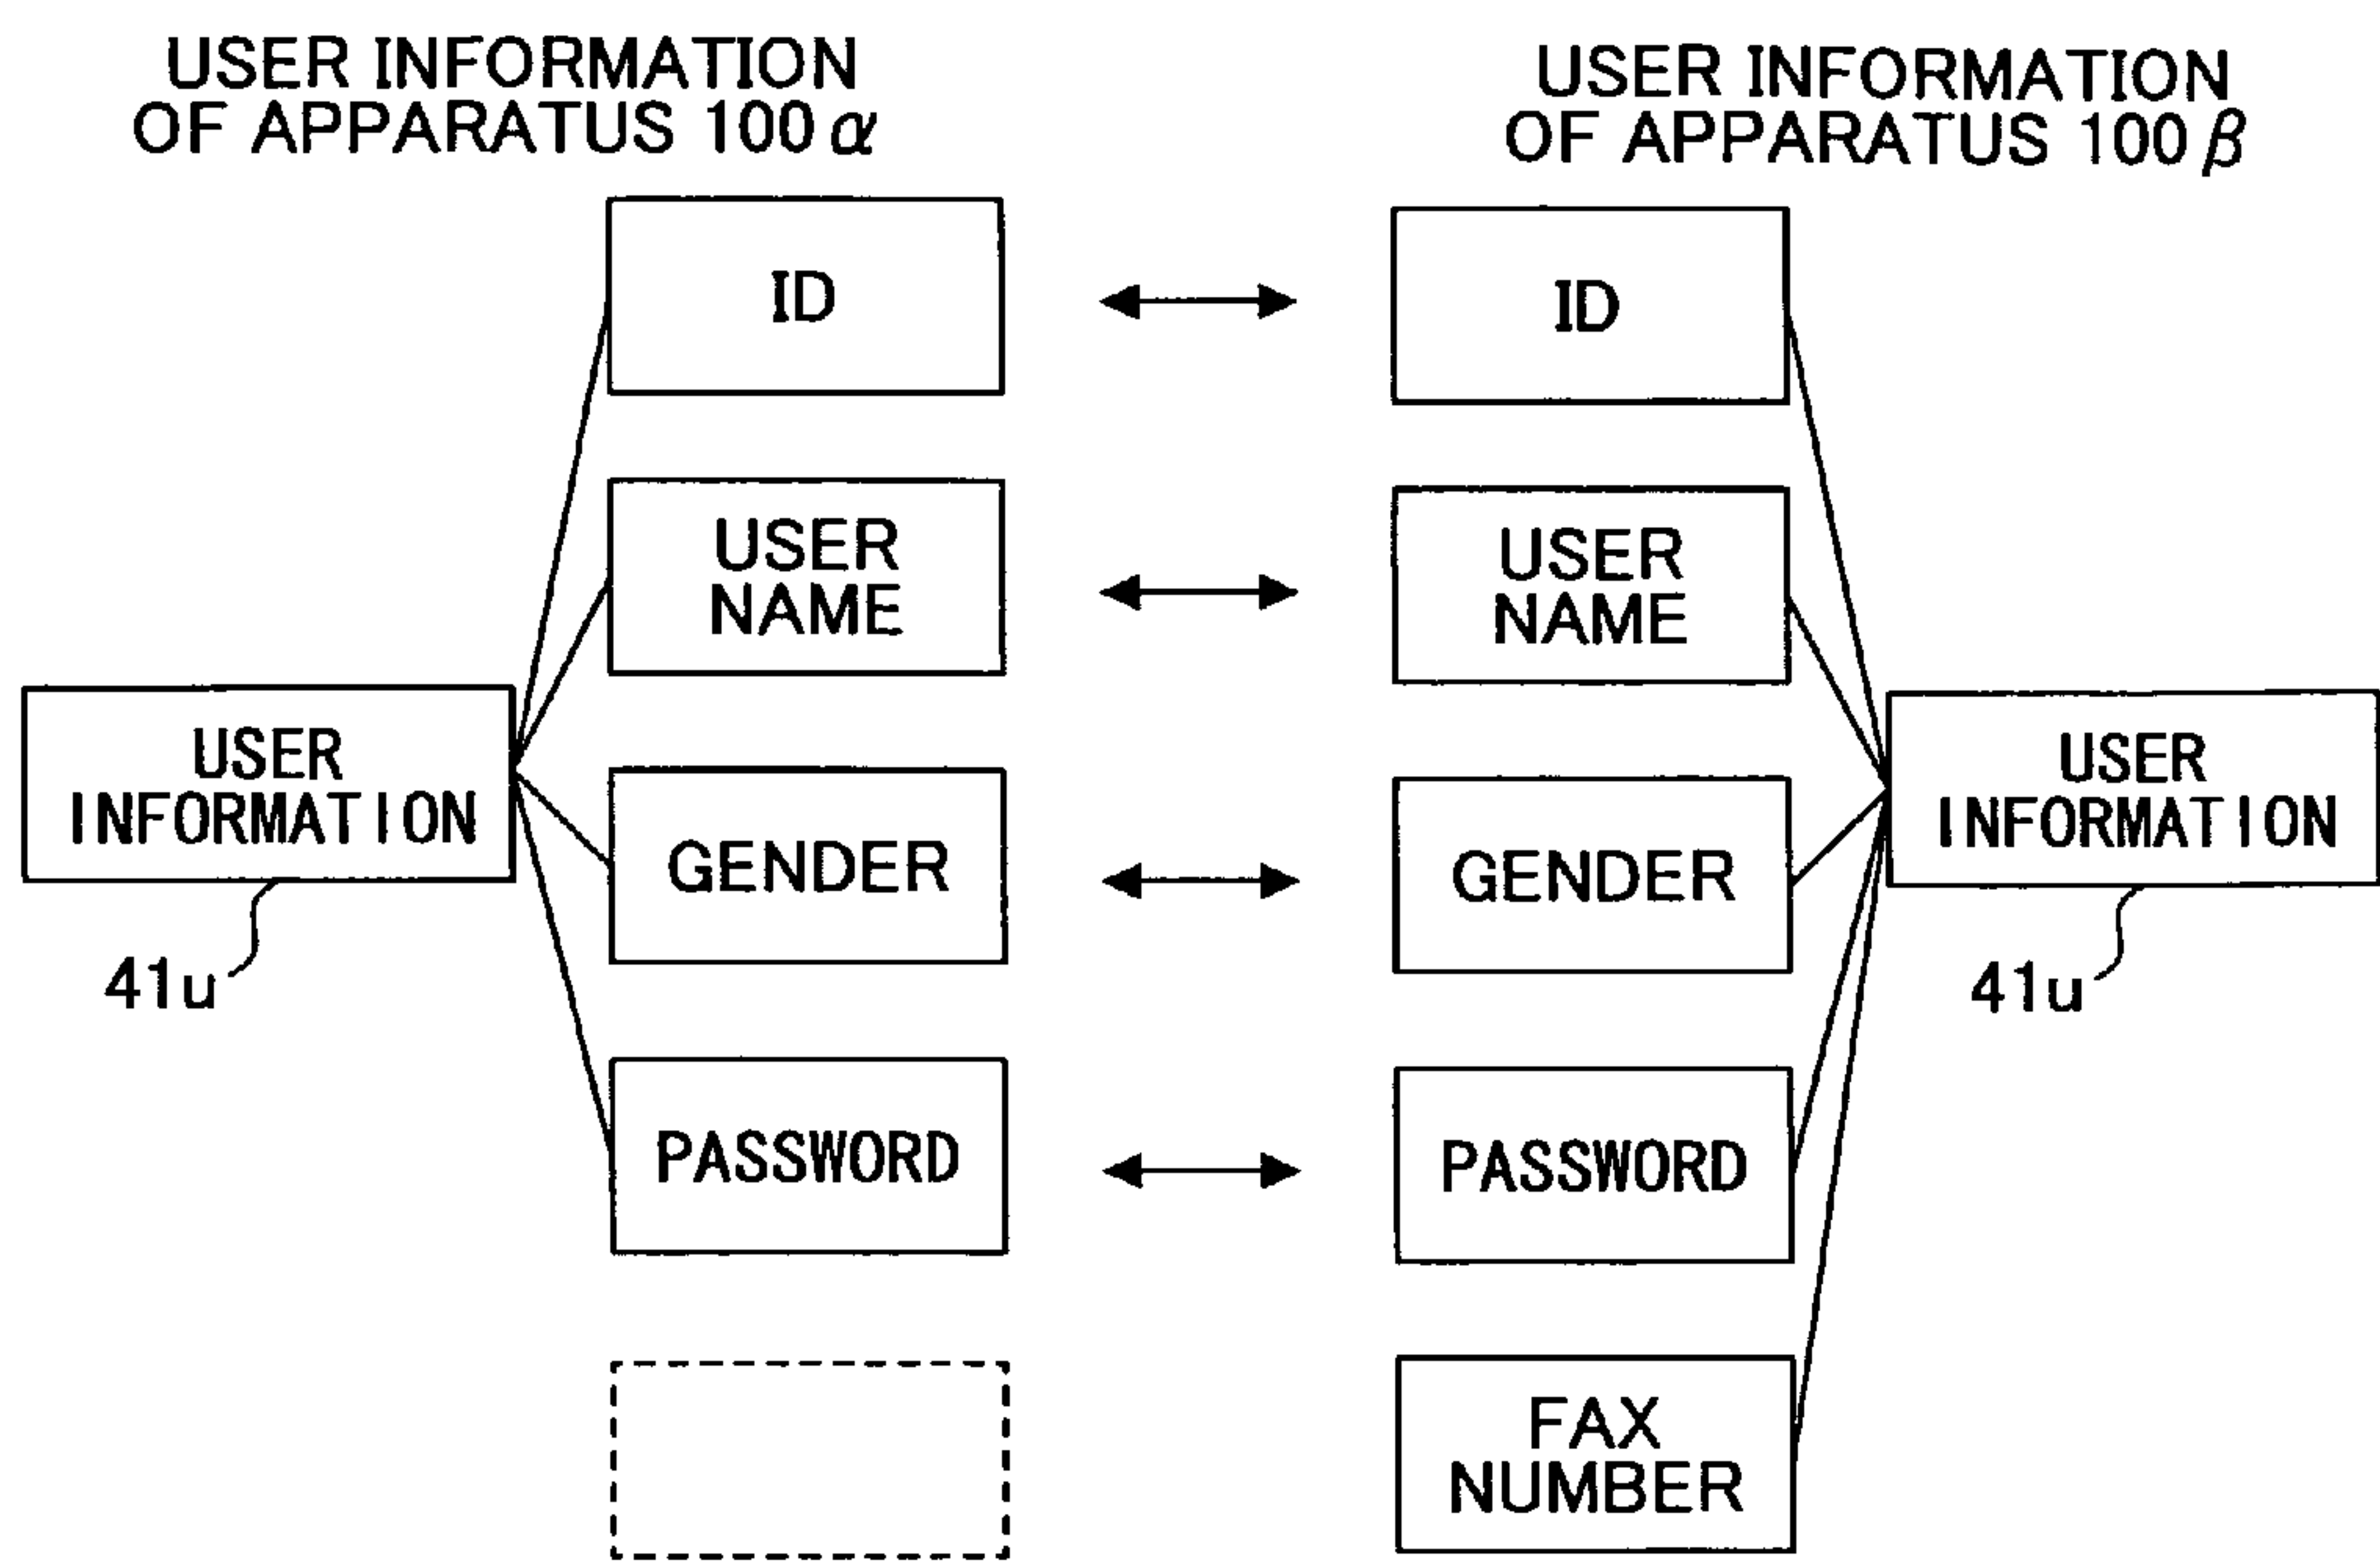 USER INFORMATION
OF APPARATUS 100α
USER INFORMATION
OF APPARATUS 100β
ID
ID
USER
NAME
USER
NAME
USER
INFORMATION
USER
INFORMATION
GENDER
GENDER
41u
41u
PASSWORD
PASSWORD
FAX
NUMBER